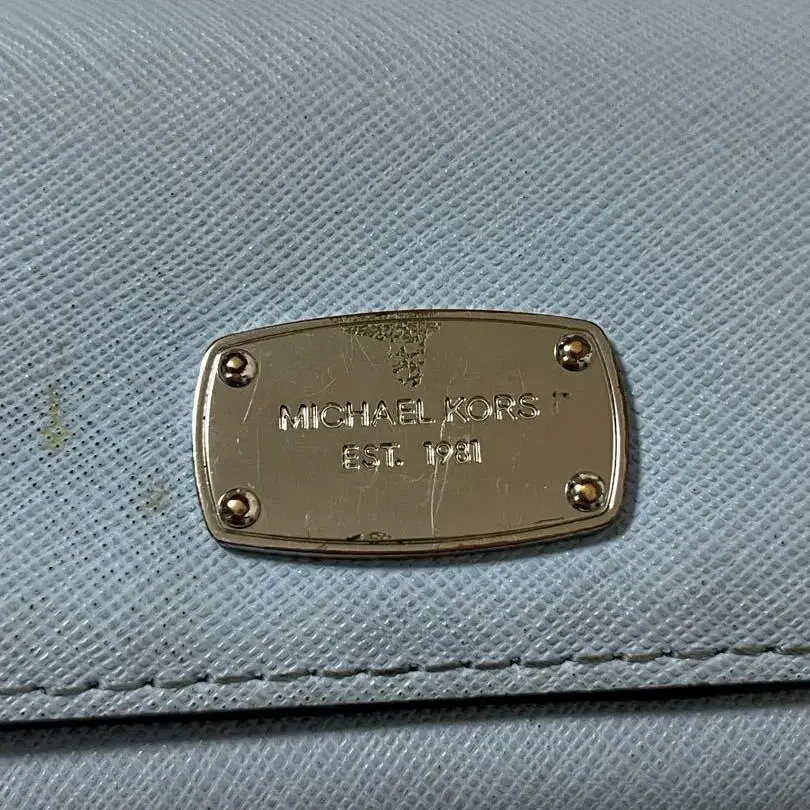 MICHAEL KORS
EST. 1981